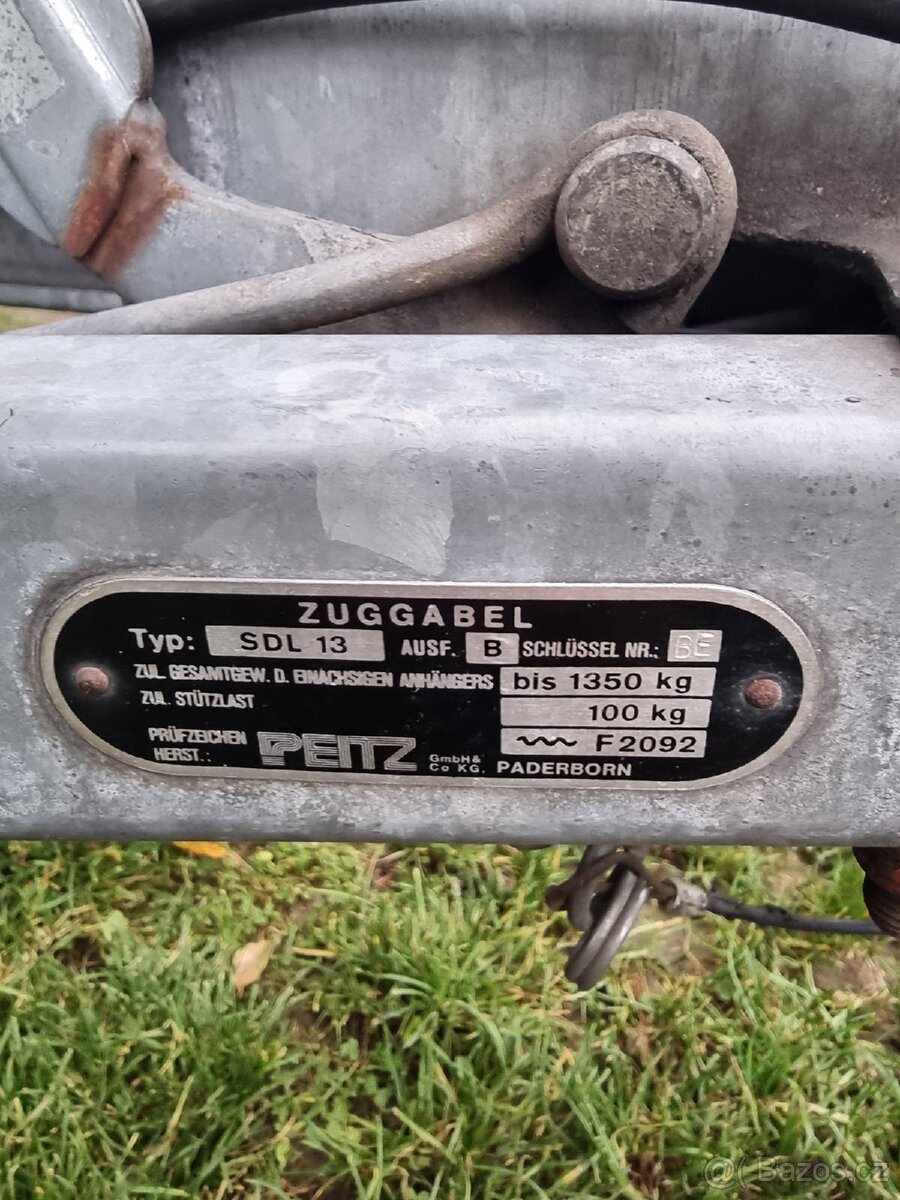 ZUGGABEL
Typ: SDL 13 AUSF. B SCHLÜSSEL NR.: BE
ZUL. GESAMTGEW. D. EINACHSIGEN ANHÄNGERS bis 1350 kg
ZUL. STÜTZLAST 100 kg
PRÜFZEICHEN F2092
HERST.: PEITZ GmbH & Co KG. PADERBORN
@( Bazos.cz